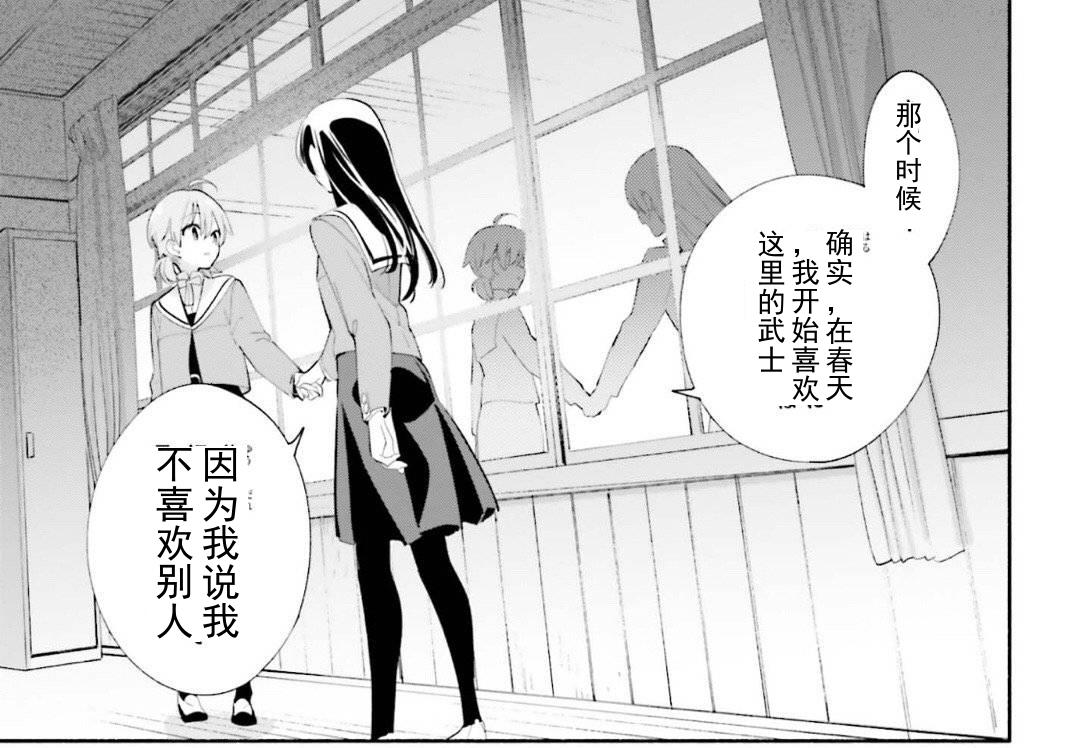 那个时候．
确实,在春天
,我开始喜欢
这里的武士
因为我说我
不喜欢别人